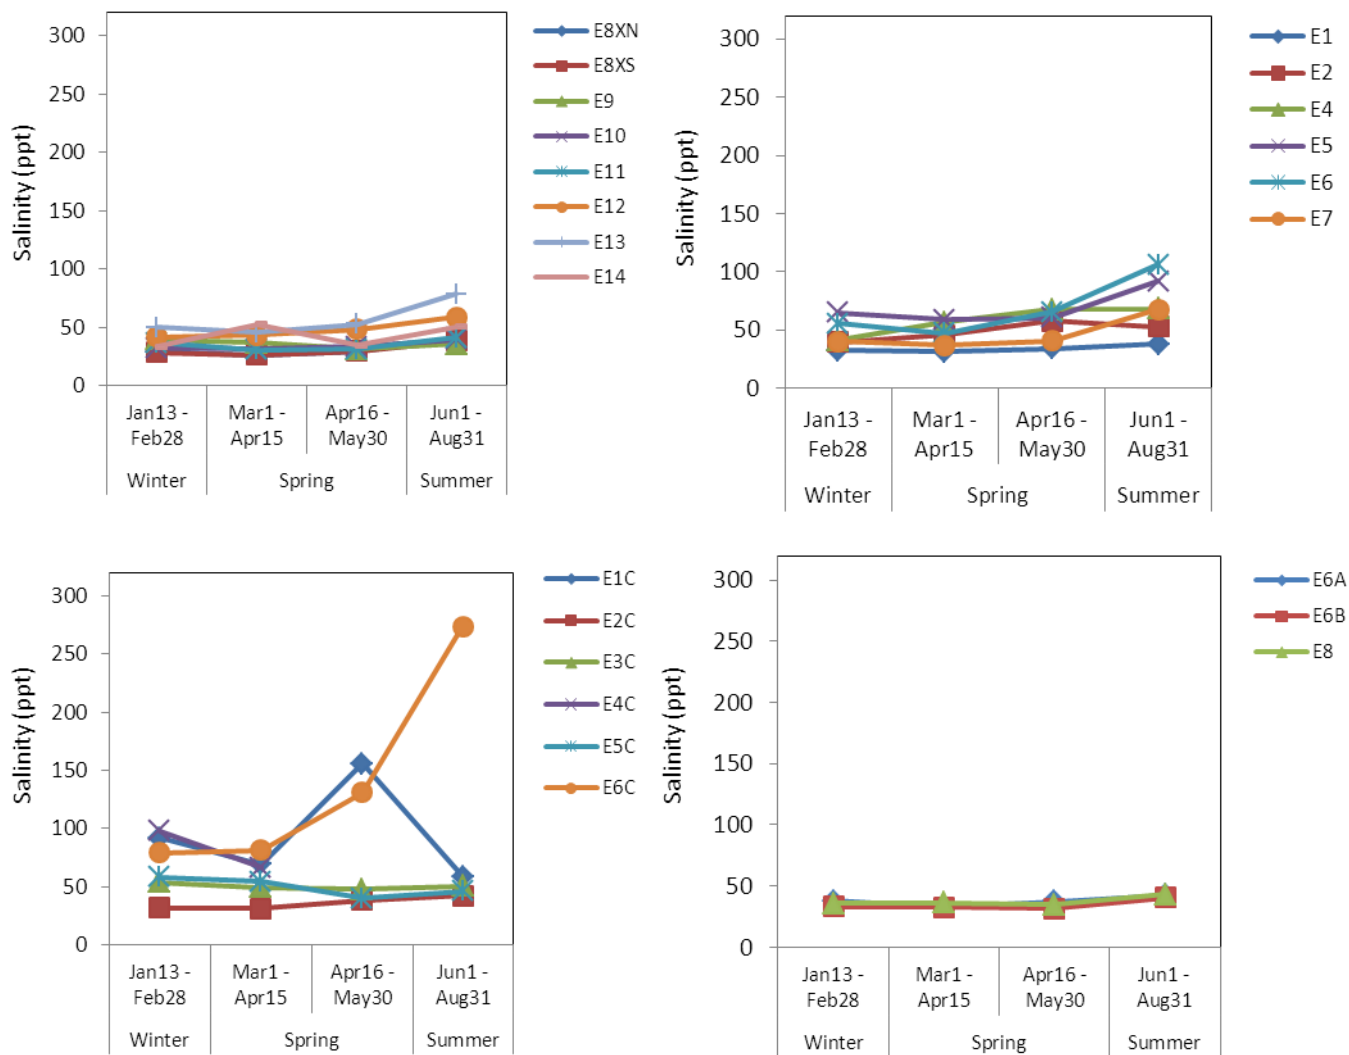 300
250
200
150
100
50
0
Salinity (ppt)
Jan13 -
Feb28
Mar1 -
Apr15
Apr16 -
May30
Jun1 -
Aug31
Winter
Spring
Summer
E8XN
E8XS
E9
E10
E11
E12
E13
E14
300
250
200
150
100
50
0
Salinity (ppt)
Jan13 -
Feb28
Mar1 -
Apr15
Apr16 -
May30
Jun1 -
Aug31
Winter
Spring
Summer
E1
E2
E4
E5
E6
E7
300
250
200
150
100
50
0
Salinity (ppt)
Jan13 -
Feb28
Mar1 -
Apr15
Apr16 -
May30
Jun1 -
Aug31
Winter
Spring
Summer
E1C
E2C
E3C
E4C
E5C
E6C
300
250
200
150
100
50
0
Salinity (ppt)
Jan13 -
Feb28
Mar1 -
Apr15
Apr16 -
May30
Jun1 -
Aug31
Winter
Spring
Summer
E6A
E6B
E8